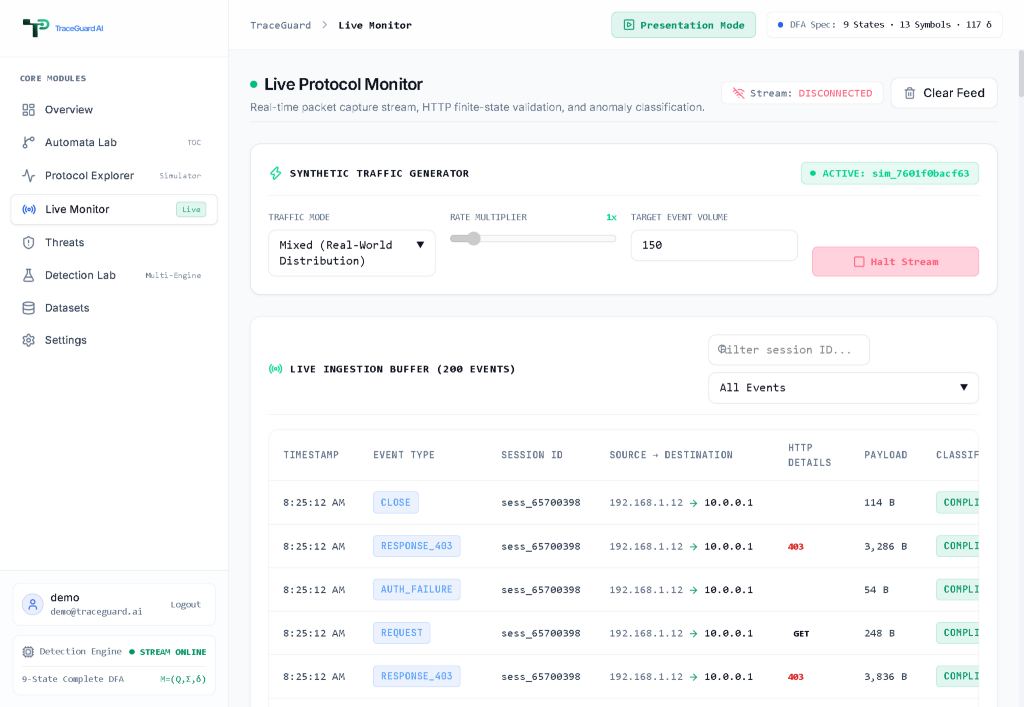 TP TraceGuard AI
CORE MODULES
Overview
Automata Lab TOC
Protocol Explorer Simulator
Live Monitor Live
Threats
Detection Lab Multi-Engine
Datasets
Settings
demo
demo@traceguard.ai
Logout
Detection Engine STREAM ONLINE
9-State Complete DFA M=(Q,Σ,δ)
TraceGuard > Live Monitor
Presentation Mode
DFA Spec: 9 States · 13 Symbols · 117 δ
Live Protocol Monitor
Real-time packet capture stream, HTTP finite-state validation, and anomaly classification.
Stream: DISCONNECTED
Clear Feed
SYNTHETIC TRAFFIC GENERATOR
ACTIVE: sim_7601f0bacf63
TRAFFIC MODE
Mixed (Real-World
Distribution)
RATE MULTIPLIER 1x
TARGET EVENT VOLUME
150
Halt Stream
LIVE INGESTION BUFFER (200 EVENTS)
Filter session ID...
All Events
TIMESTAMP EVENT TYPE SESSION ID SOURCE → DESTINATION HTTP DETAILS PAYLOAD CLASSIF
8:25:12 AM CLOSE sess_65700398 192.168.1.12 → 10.0.0.1 114 B COMPLI
8:25:12 AM RESPONSE_403 sess_65700398 192.168.1.12 → 10.0.0.1 403 3,286 B COMPLI
8:25:12 AM AUTH_FAILURE sess_65700398 192.168.1.12 → 10.0.0.1 54 B COMPLI
8:25:12 AM REQUEST sess_65700398 192.168.1.12 → 10.0.0.1 GET 248 B COMPLI
8:25:12 AM RESPONSE_403 sess_65700398 192.168.1.12 → 10.0.0.1 403 3,836 B COMPLI